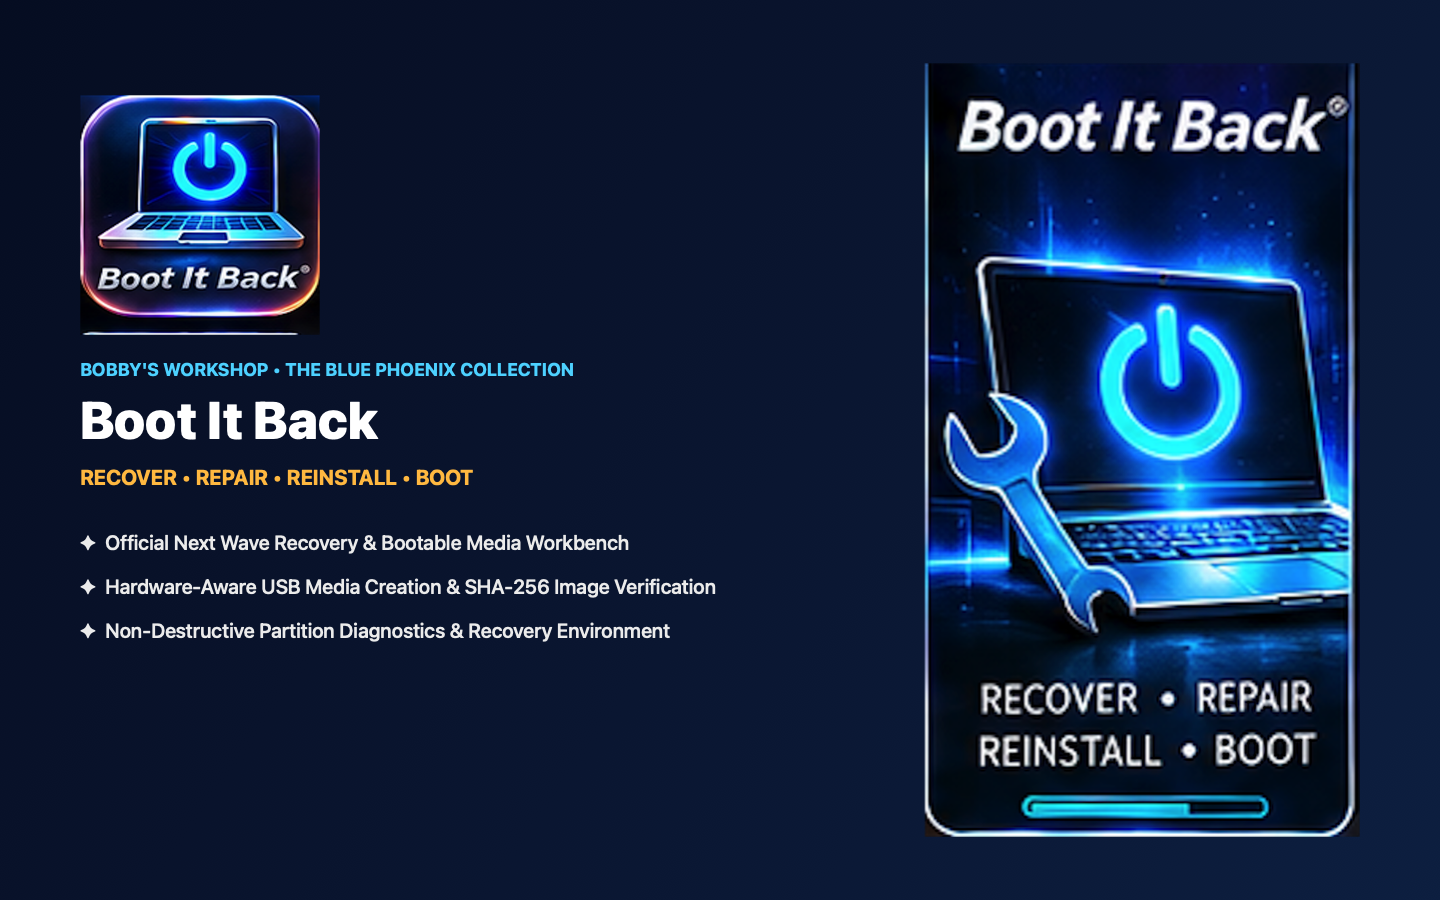 Boot It Back®
BOBBY'S WORKSHOP • THE BLUE PHOENIX COLLECTION
Boot It Back
RECOVER • REPAIR • REINSTALL • BOOT
✦ Official Next Wave Recovery & Bootable Media Workbench
✦ Hardware-Aware USB Media Creation & SHA-256 Image Verification
✦ Non-Destructive Partition Diagnostics & Recovery Environment
Boot It Back®
RECOVER • REPAIR
REINSTALL • BOOT